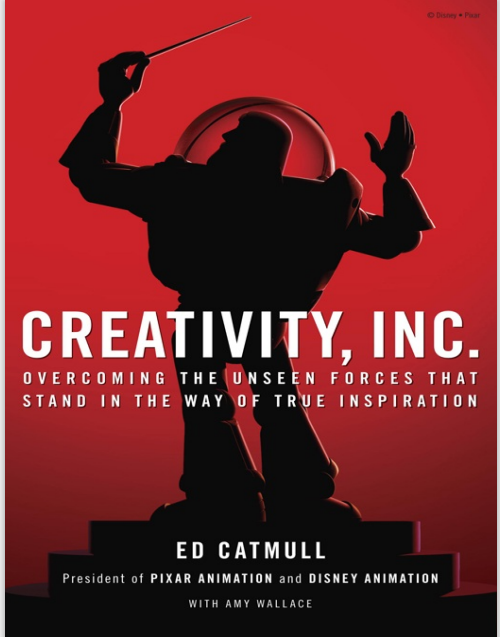 © Disney • Pixar
CREATIVITY, INC.
OVERCOMING THE UNSEEN FORCES THAT
STAND IN THE WAY OF TRUE INSPIRATION
ED CATMULL
President of PIXAR ANIMATION and DISNEY ANIMATION
WITH AMY WALLACE